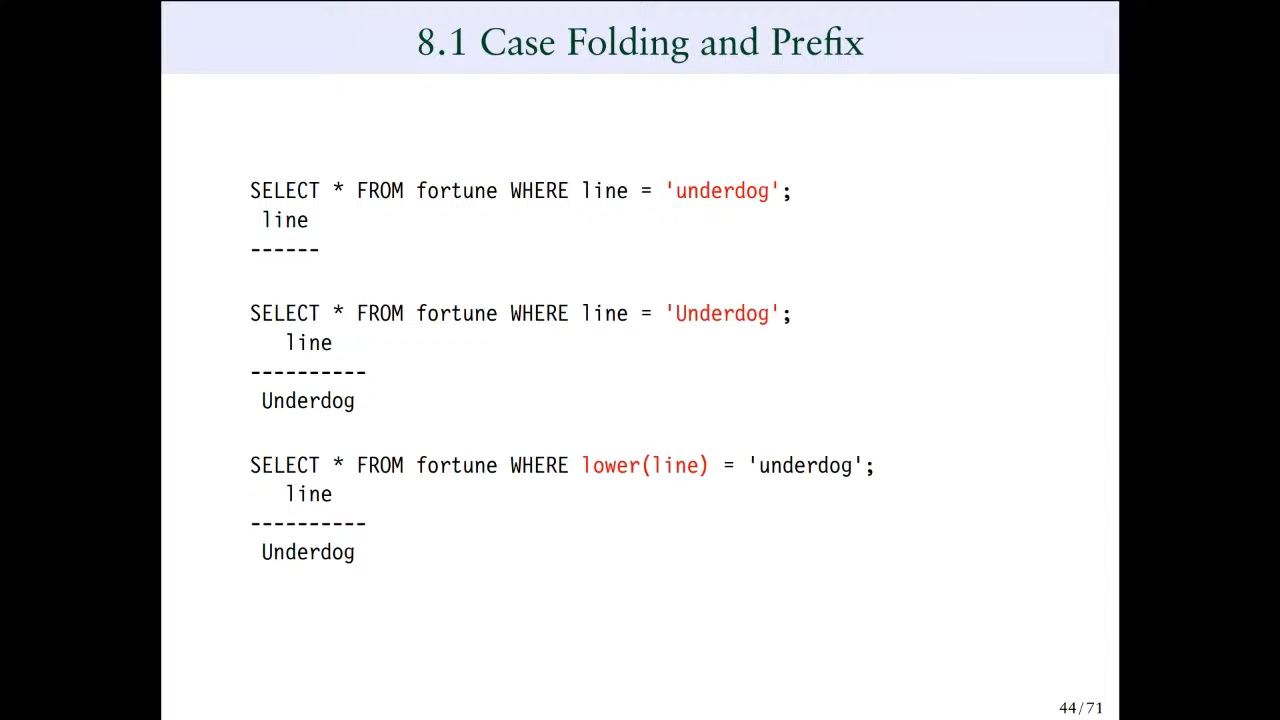 8.1 Case Folding and Prefix
SELECT * FROM fortune WHERE line = 'underdog';
line
------
SELECT * FROM fortune WHERE line = 'Underdog';
line
----------
Underdog
SELECT * FROM fortune WHERE lower(line) = 'underdog';
line
----------
Underdog
44/71